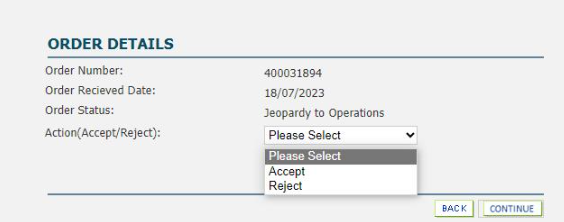 ORDER DETAILS
Order Number: 400031894
Order Recieved Date: 18/07/2023
Order Status: Jeopardy to Operations
Action(Accept/Reject): Please Select
Please Select
Accept
Reject
BACK CONTINUE